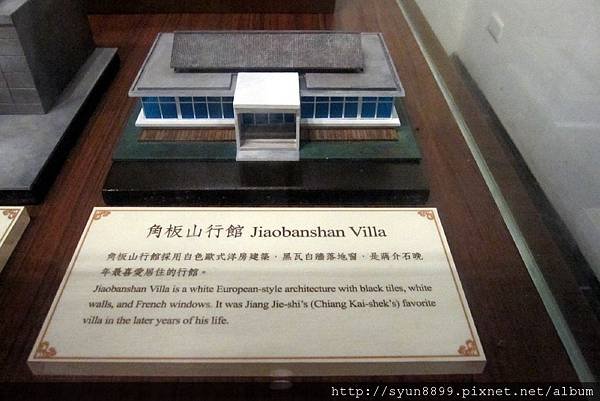 角板山行館 Jiaobanshan Villa
角板山行館採用白色歐式洋房建築，黑瓦白牆落地窗，是蔣介石晚
年最喜愛居住的行館。
Jiaobanshan Villa is a white European-style architecture with black tiles, white
walls, and French windows. It was Jiang Jie-shi's (Chiang Kai-shek's) favorite
villa in the later years of his life.
http://syun8899.pixnet.net/album